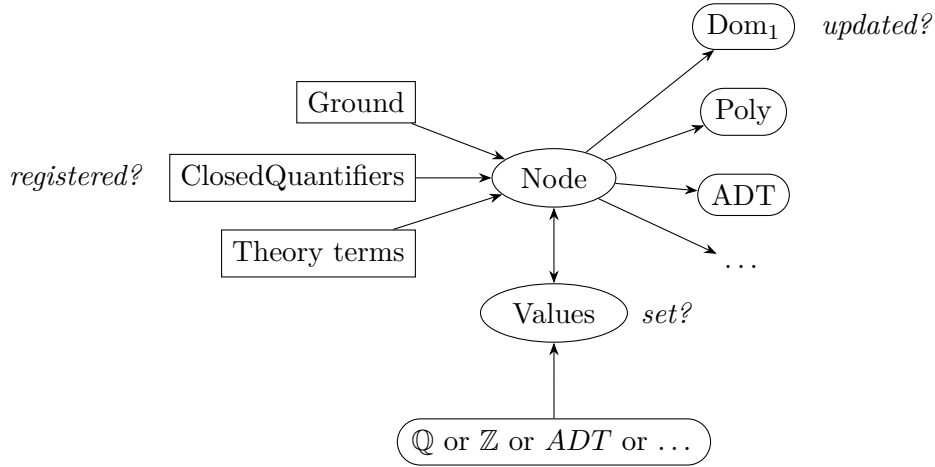 Dom₁ updated?
Ground
Poly
registered? ClosedQuantifiers
Node
ADT
Theory terms
...
Values set?
ℚ or ℤ or ADT or ...